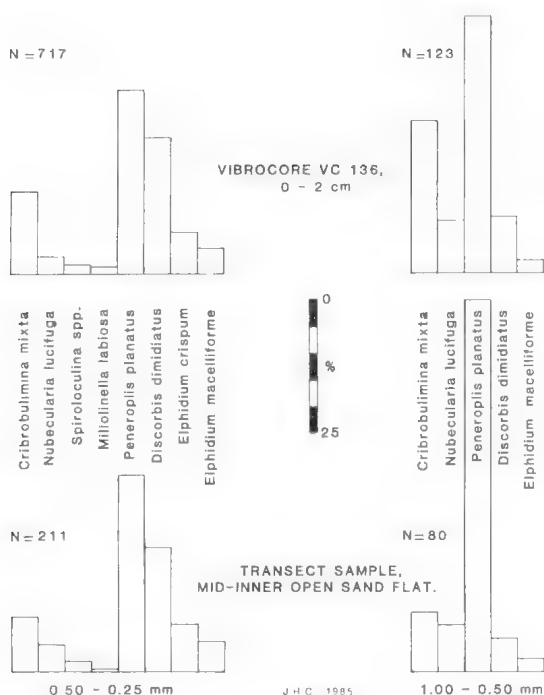 N = 717
N = 123
VIBROCORE VC 136,
0 - 2 cm
Cribrobulimina mixta
Nubecularia lucifuga
Spiroloculina spp.
Miliolinella labiosa
Peneroplis planatus
Discorbis dimidiatus
Elphidium crispum
Elphidium macelliforme
0
%
25
Cribrobulimina mixta
Nubecularia lucifuga
Peneroplis planatus
Discorbis dimidiatus
Elphidium macelliforme
N = 211
N = 80
TRANSECT SAMPLE,
MID-INNER OPEN SAND FLAT.
0 50 - 0.25 mm
J H C 1985
1.00 - 0.50 mm